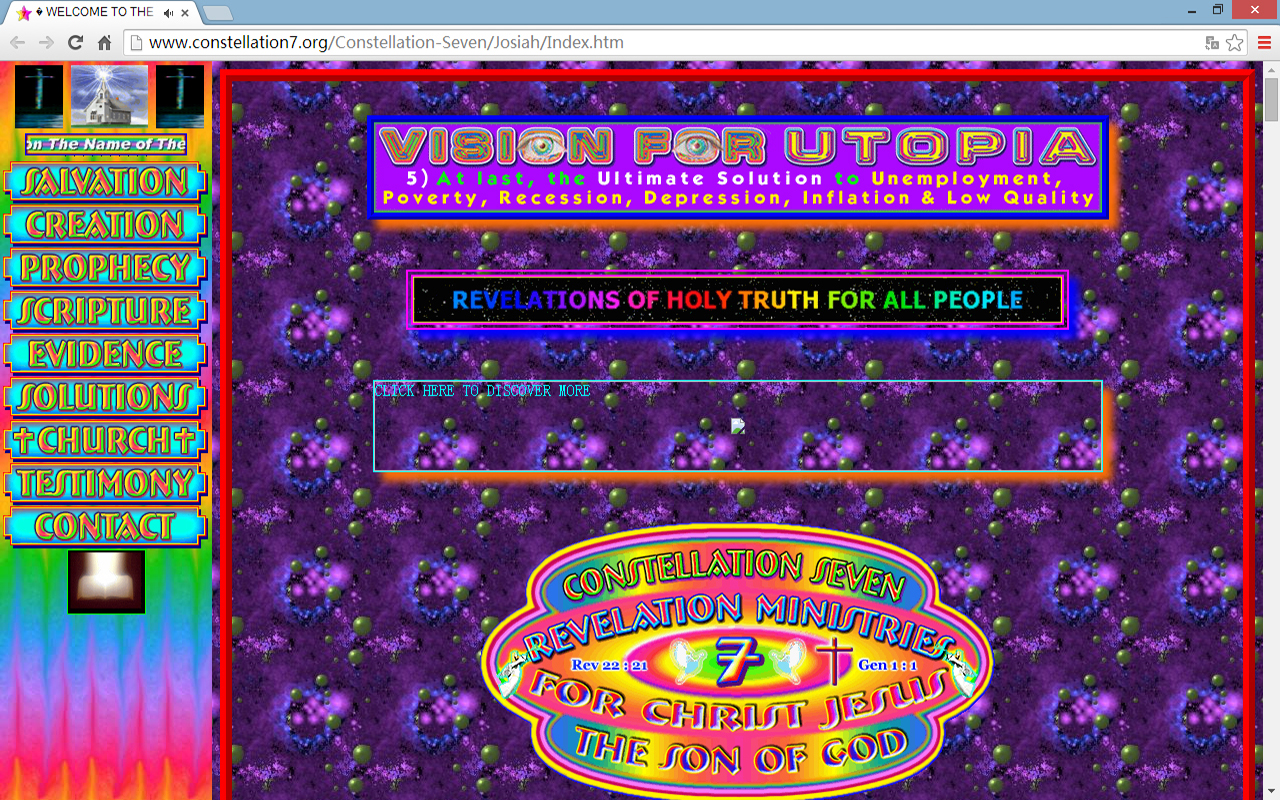 WELCOME TO THE
www.constellation7.org/Constellation-Seven/Josiah/Index.htm
on The Name of The
SALVATION
CREATION
PROPHECY
SCRIPTURE
EVIDENCE
SOLUTIONS
CHURCH
TESTIMONY
CONTACT
VISION FOR UTOPIA
5) At last, the Ultimate Solution to Unemployment,
Poverty, Recession, Depression, Inflation & Low Quality
REVELATIONS OF HOLY TRUTH FOR ALL PEOPLE
CLICK HERE TO DISCOVER MORE
CONSTELLATION SEVEN
REVELATION MINISTRIES
Rev 22 : 21 7 Gen 1 : 1
FOR CHRIST JESUS
THE SON OF GOD